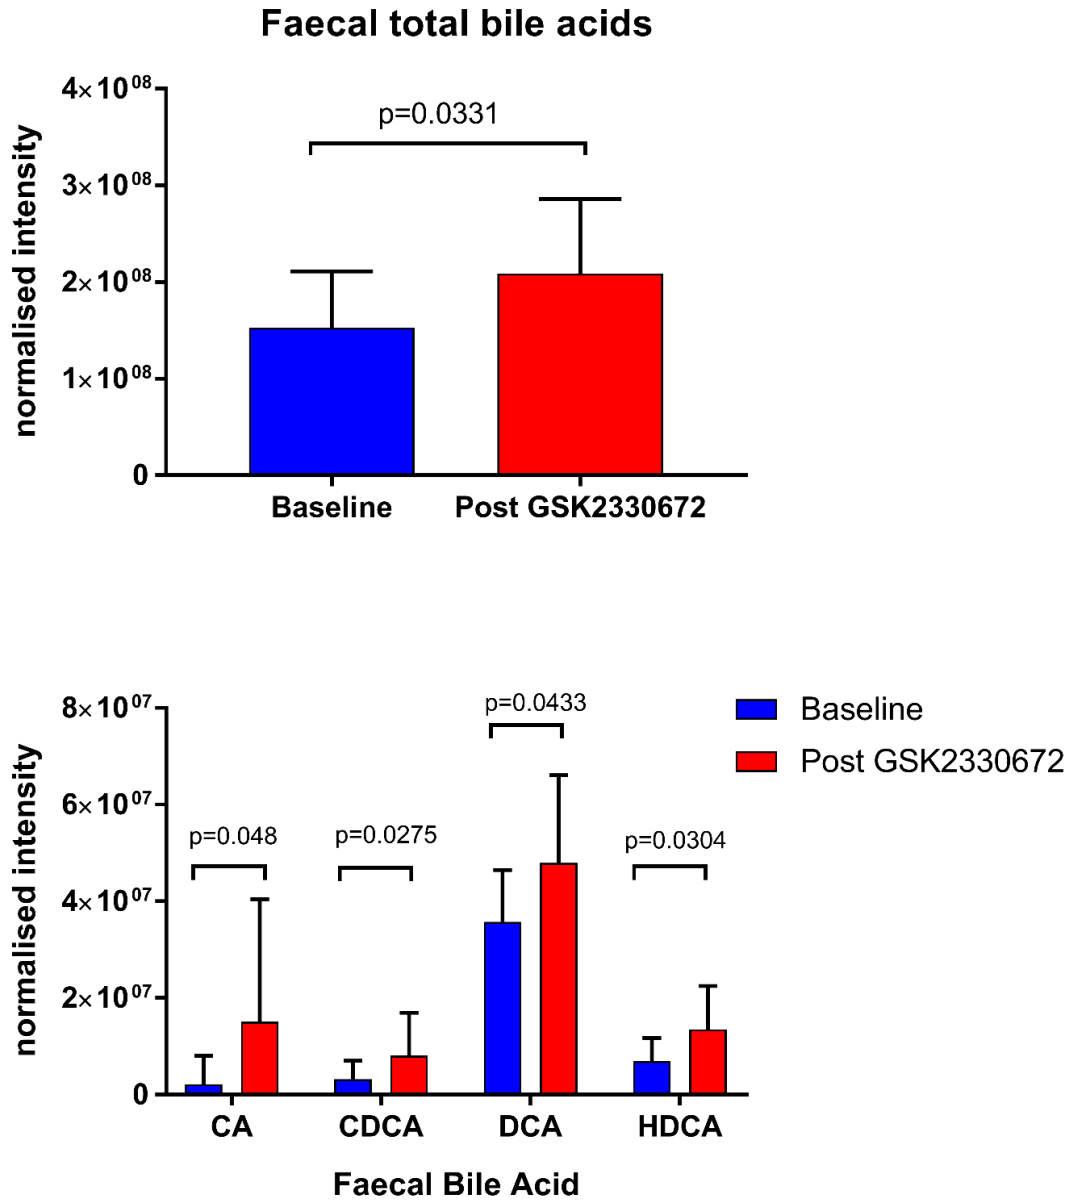 Faecal total bile acids
normalised intensity
4×10⁰⁸
3×10⁰⁸
2×10⁰⁸
1×10⁰⁸
0
p=0.0331
Baseline
Post GSK2330672
normalised intensity
8×10⁰⁷
6×10⁰⁷
4×10⁰⁷
2×10⁰⁷
0
p=0.048
p=0.0275
p=0.0433
p=0.0304
Baseline
Post GSK2330672
CA
CDCA
DCA
HDCA
Faecal Bile Acid